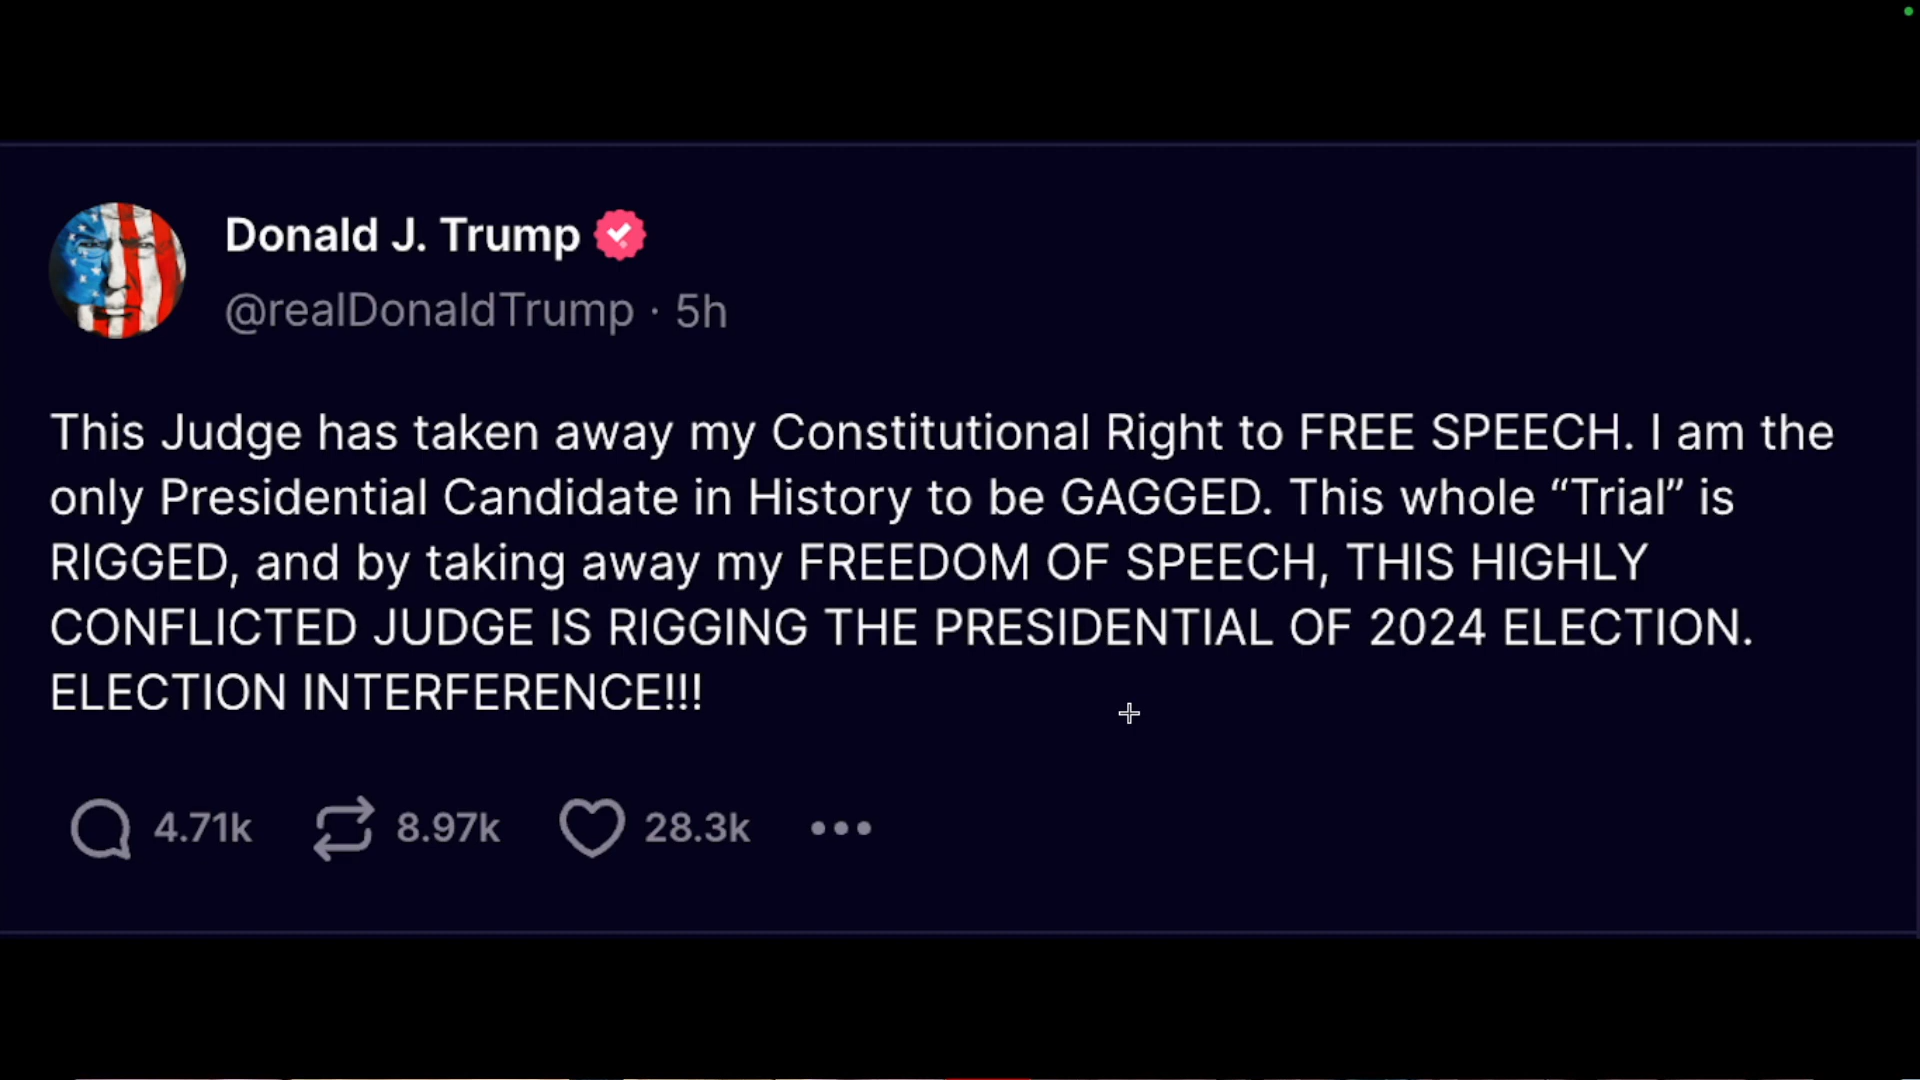 Donald J. Trump
@realDonaldTrump · 5h
This Judge has taken away my Constitutional Right to FREE SPEECH. I am the
only Presidential Candidate in History to be GAGGED. This whole “Trial” is
RIGGED, and by taking away my FREEDOM OF SPEECH, THIS HIGHLY
CONFLICTED JUDGE IS RIGGING THE PRESIDENTIAL OF 2024 ELECTION.
ELECTION INTERFERENCE!!!
4.71k 8.97k 28.3k